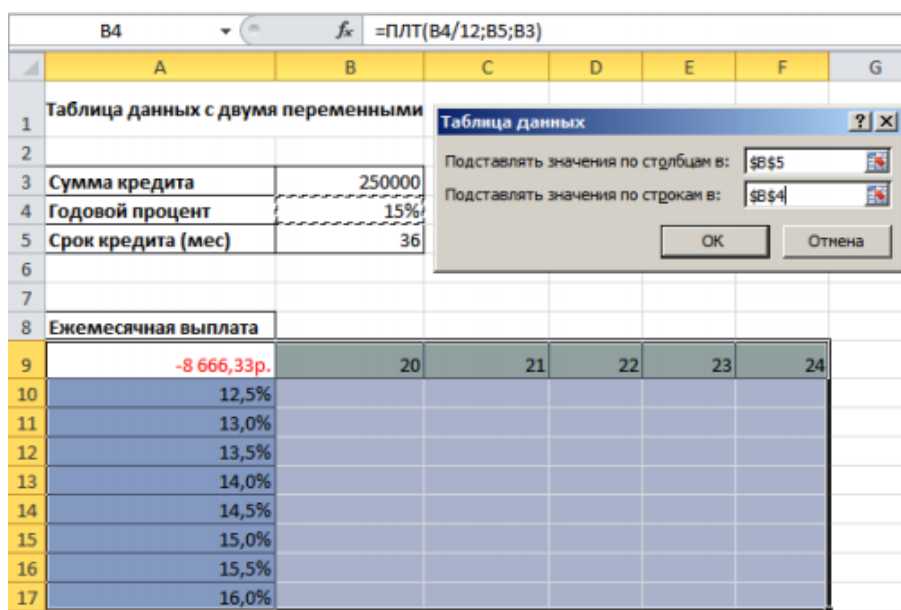 B4 fx =ПЛТ(B4/12;B5;B3)
A B C D E F G
1 Таблица данных с двумя переменными
Таблица данных ? X
2
Подставлять значения по столбцам в: $B$5
3 Сумма кредита 250000
Подставлять значения по строкам в: $B$4
4 Годовой процент 15%
5 Срок кредита (мес) 36
ОК Отмена
6
7
8 Ежемесячная выплата
9 -8 666,33р. 20 21 22 23 24
10 12,5%
11 13,0%
12 13,5%
13 14,0%
14 14,5%
15 15,0%
16 15,5%
17 16,0%